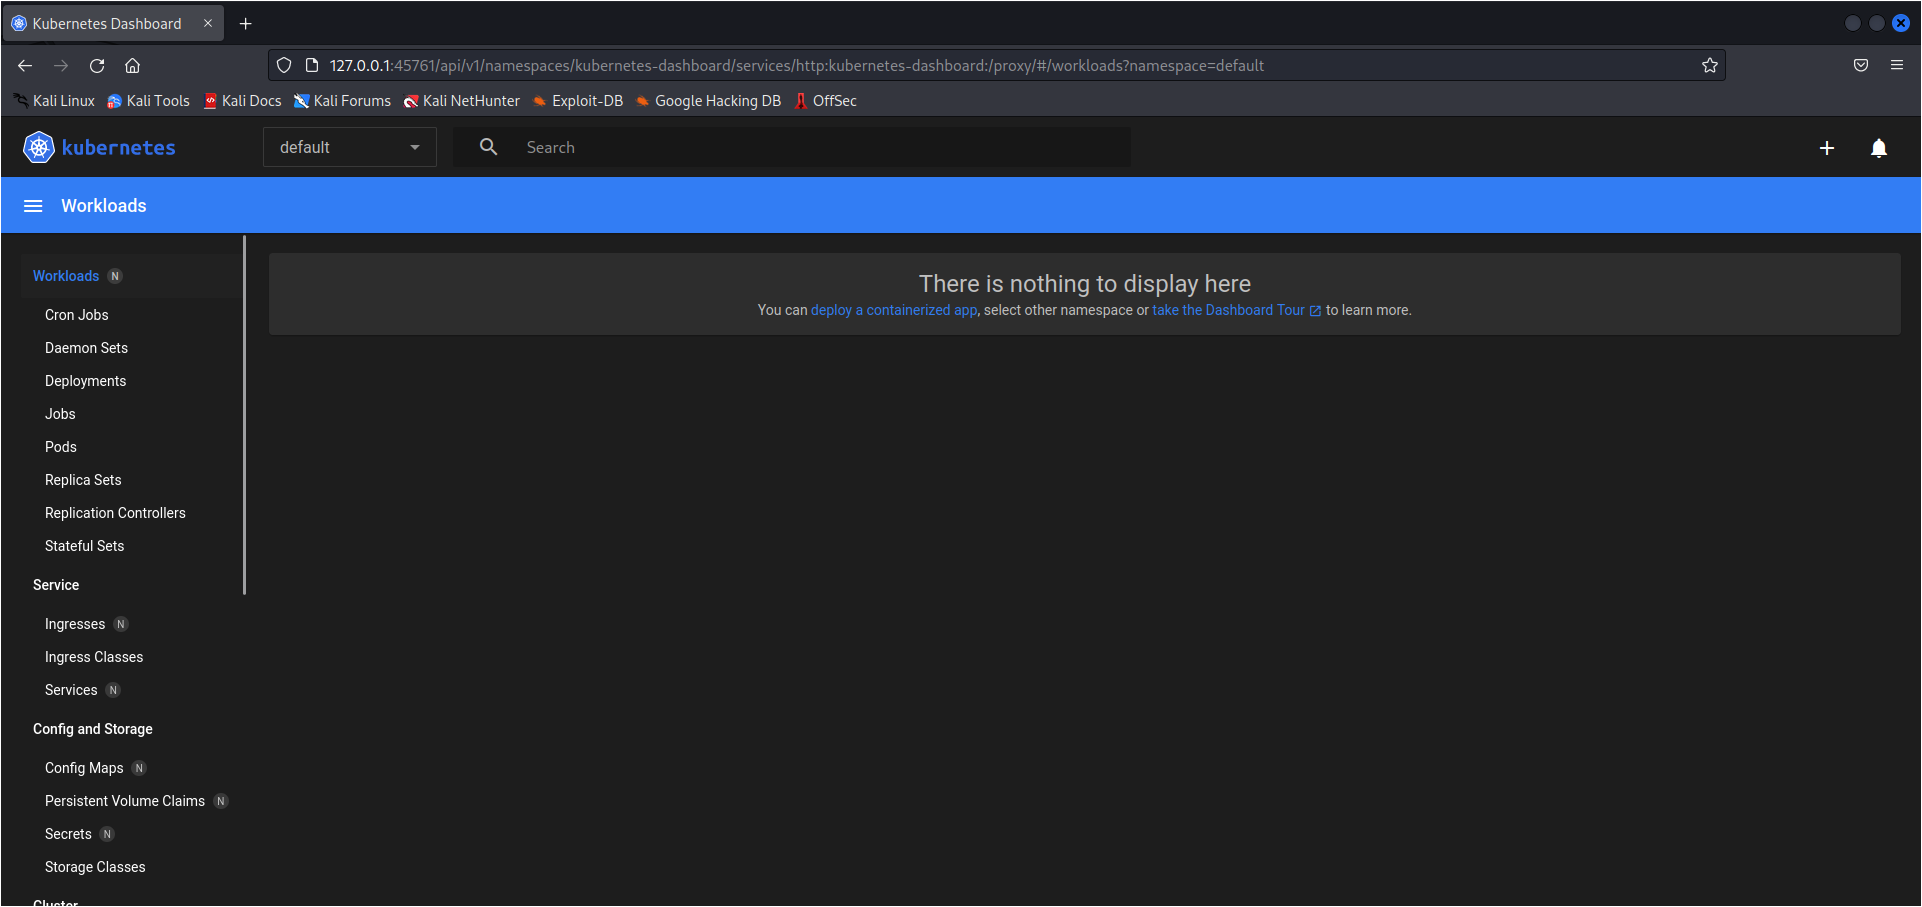 Kubernetes Dashboard
127.0.0.1:45761/api/v1/namespaces/kubernetes-dashboard/services/http:kubernetes-dashboard:/proxy/#/workloads?namespace=default
Kali Linux Kali Tools Kali Docs Kali Forums Kali NetHunter Exploit-DB Google Hacking DB OffSec
kubernetes default Search
Workloads
Workloads N
There is nothing to display here
You can deploy a containerized app, select other namespace or take the Dashboard Tour to learn more.
Cron Jobs
Daemon Sets
Deployments
Jobs
Pods
Replica Sets
Replication Controllers
Stateful Sets
Service
Ingresses N
Ingress Classes
Services N
Config and Storage
Config Maps N
Persistent Volume Claims N
Secrets N
Storage Classes
Cluster